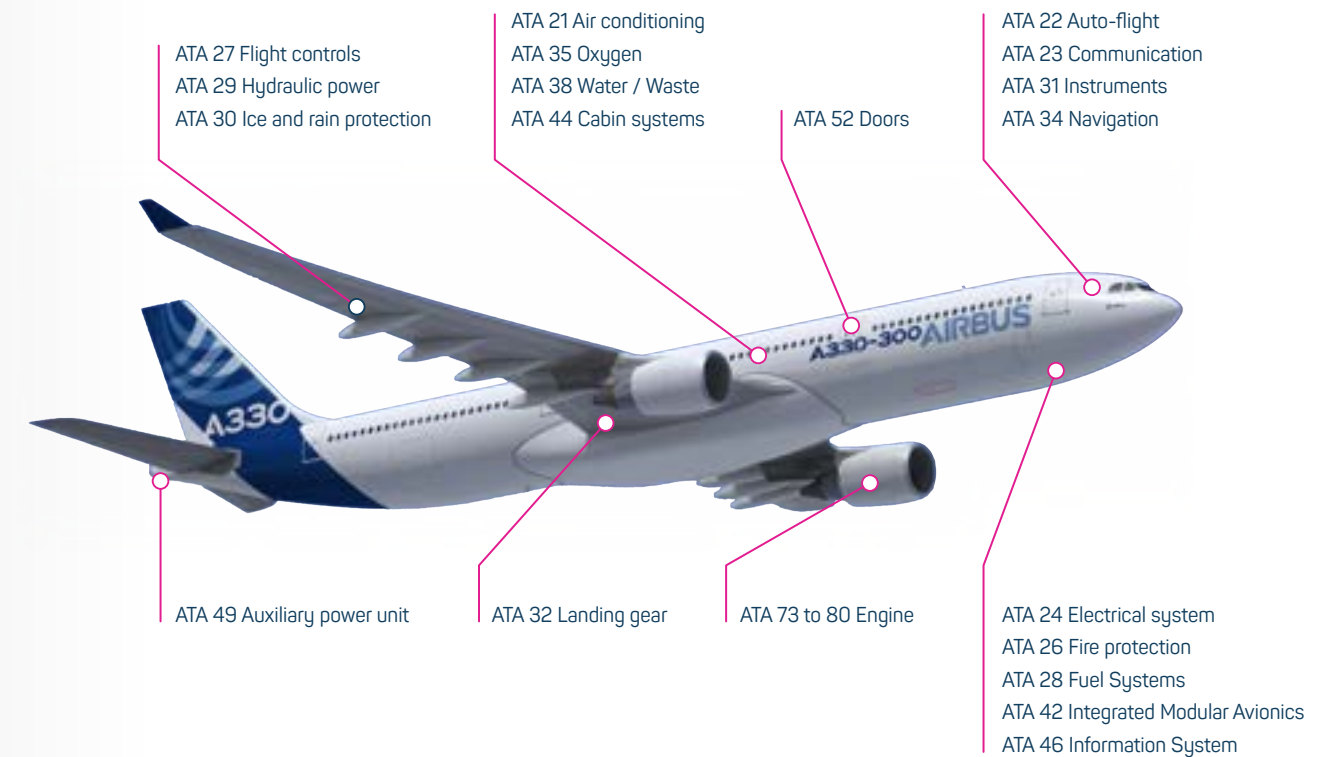 ATA 27 Flight controls
ATA 29 Hydraulic power
ATA 30 Ice and rain protection
ATA 21 Air conditioning
ATA 35 Oxygen
ATA 38 Water / Waste
ATA 44 Cabin systems
ATA 52 Doors
ATA 22 Auto-flight
ATA 23 Communication
ATA 31 Instruments
ATA 34 Navigation
A330-300 AIRBUS
A330
ATA 49 Auxiliary power unit
ATA 32 Landing gear
ATA 73 to 80 Engine
ATA 24 Electrical system
ATA 26 Fire protection
ATA 28 Fuel Systems
ATA 42 Integrated Modular Avionics
ATA 46 Information System